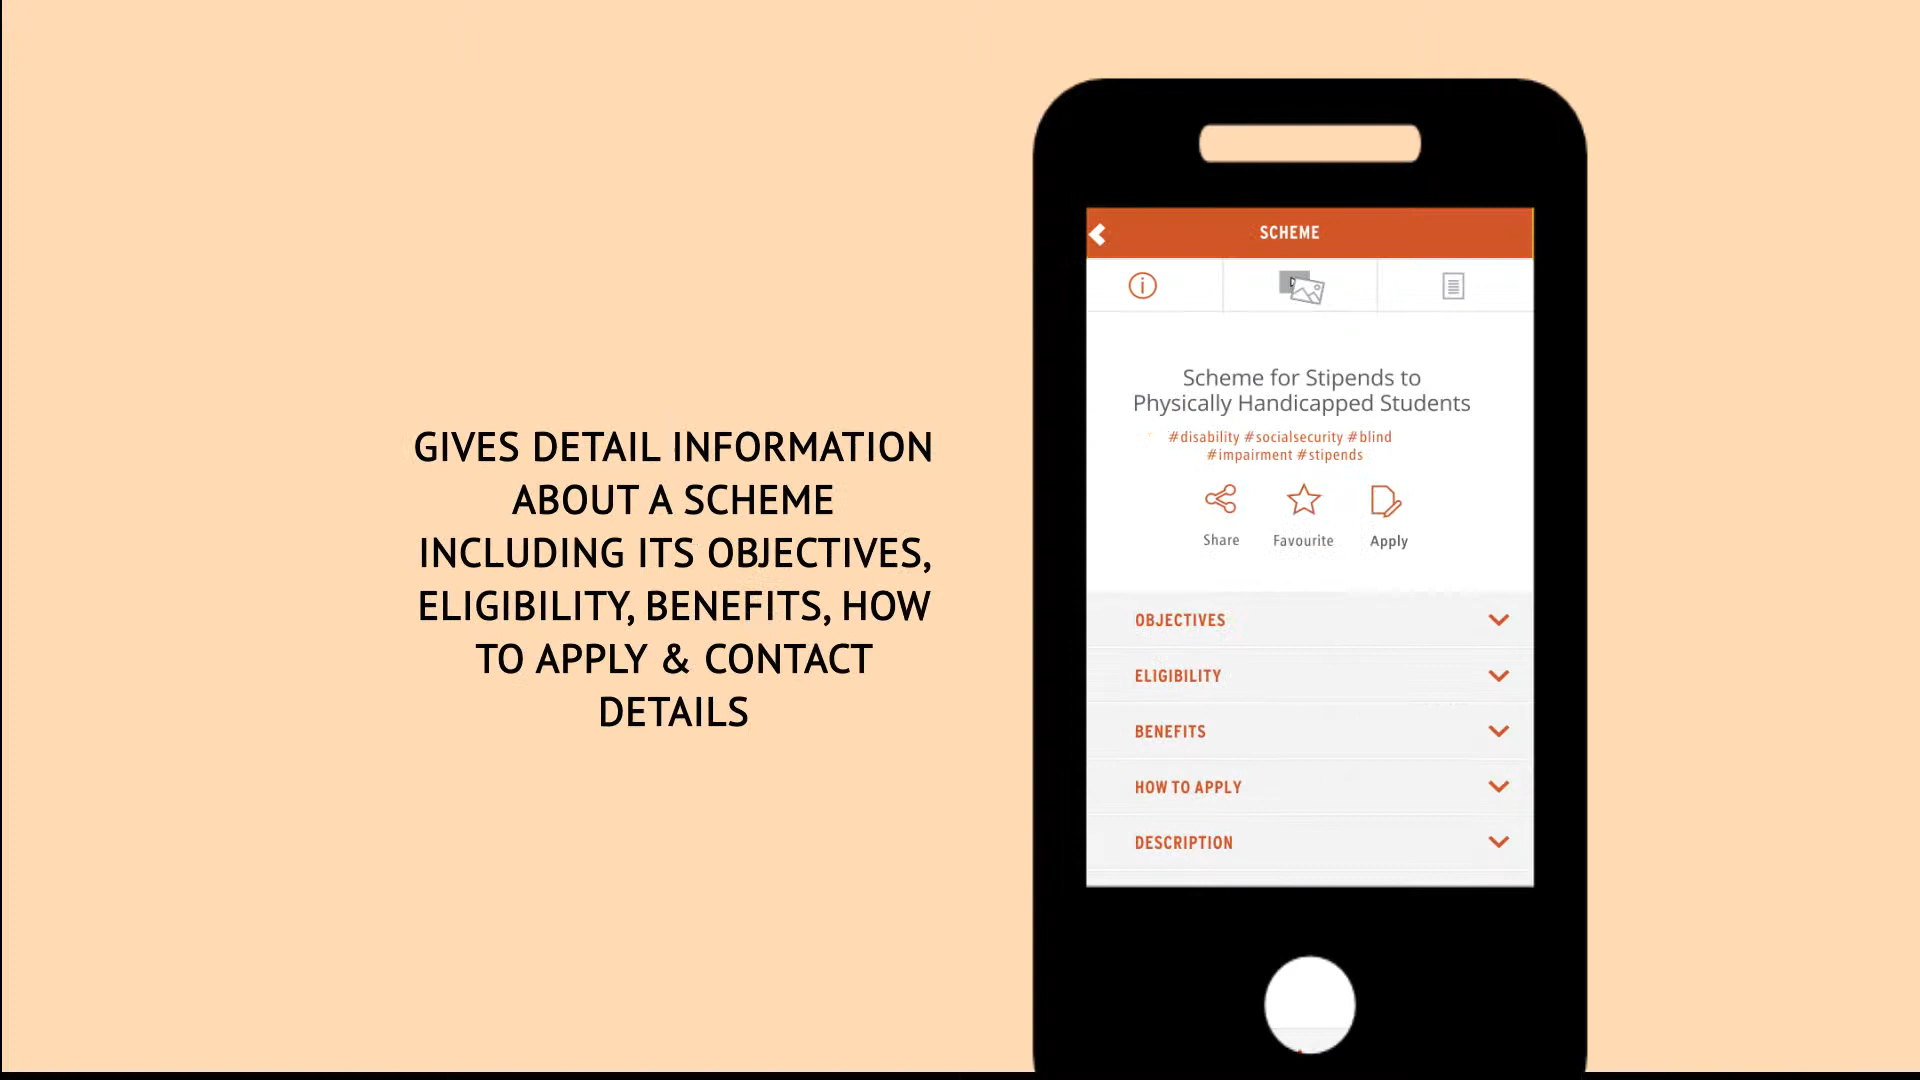 GIVES DETAIL INFORMATION
ABOUT A SCHEME
INCLUDING ITS OBJECTIVES,
ELIGIBILITY, BENEFITS, HOW
TO APPLY & CONTACT
DETAILS
SCHEME
Scheme for Stipends to
Physically Handicapped Students
#disability #socialsecurity #blind
#impairment #stipends
Share Favourite Apply
OBJECTIVES
ELIGIBILITY
BENEFITS
HOW TO APPLY
DESCRIPTION